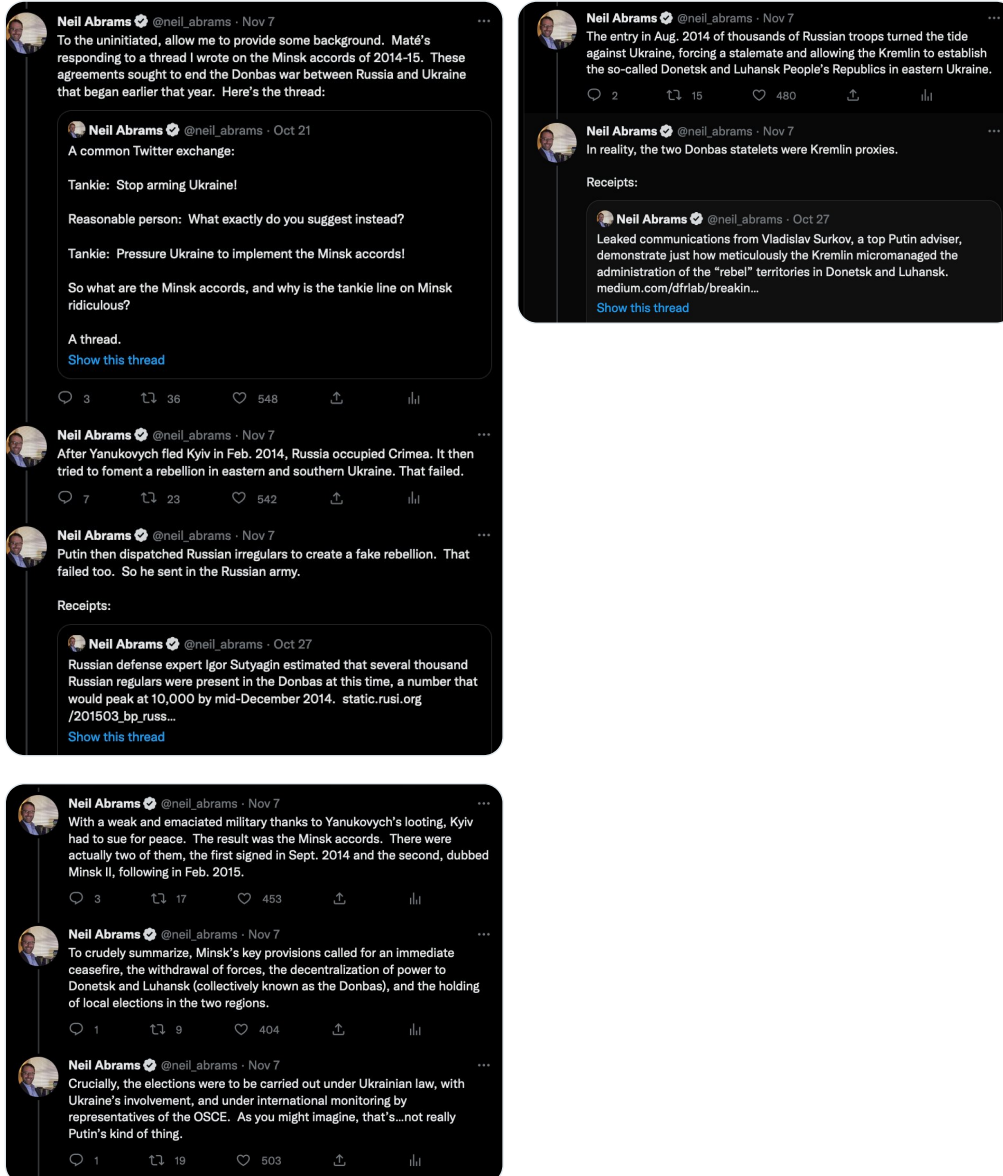 Neil Abrams @neil_abrams · Nov 7
To the uninitiated, allow me to provide some background.  Maté's
responding to a thread I wrote on the Minsk accords of 2014-15.  These
agreements sought to end the Donbas war between Russia and Ukraine
that began earlier that year.  Here's the thread:
Neil Abrams @neil_abrams · Oct 21
A common Twitter exchange:
Tankie:  Stop arming Ukraine!
Reasonable person:  What exactly do you suggest instead?
Tankie:  Pressure Ukraine to implement the Minsk accords!
So what are the Minsk accords, and why is the tankie line on Minsk
ridiculous?
A thread.
Show this thread
3 36 548
Neil Abrams @neil_abrams · Nov 7
After Yanukovych fled Kyiv in Feb. 2014, Russia occupied Crimea. It then
tried to foment a rebellion in eastern and southern Ukraine. That failed.
7 23 542
Neil Abrams @neil_abrams · Nov 7
Putin then dispatched Russian irregulars to create a fake rebellion.  That
failed too.  So he sent in the Russian army.
Receipts:
Neil Abrams @neil_abrams · Oct 27
Russian defense expert Igor Sutyagin estimated that several thousand
Russian regulars were present in the Donbas at this time, a number that
would peak at 10,000 by mid-December 2014.  static.rusi.org
/201503_bp_russ...
Show this thread
Neil Abrams @neil_abrams · Nov 7
The entry in Aug. 2014 of thousands of Russian troops turned the tide
against Ukraine, forcing a stalemate and allowing the Kremlin to establish
the so-called Donetsk and Luhansk People's Republics in eastern Ukraine.
2 15 480
Neil Abrams @neil_abrams · Nov 7
In reality, the two Donbas statelets were Kremlin proxies.
Receipts:
Neil Abrams @neil_abrams · Oct 27
Leaked communications from Vladislav Surkov, a top Putin adviser,
demonstrate just how meticulously the Kremlin micromanaged the
administration of the "rebel" territories in Donetsk and Luhansk.
medium.com/dfrlab/breakin...
Show this thread
Neil Abrams @neil_abrams · Nov 7
With a weak and emaciated military thanks to Yanukovych's looting, Kyiv
had to sue for peace.  The result was the Minsk accords.  There were
actually two of them, the first signed in Sept. 2014 and the second, dubbed
Minsk II, following in Feb. 2015.
3 17 453
Neil Abrams @neil_abrams · Nov 7
To crudely summarize, Minsk's key provisions called for an immediate
ceasefire, the withdrawal of forces, the decentralization of power to
Donetsk and Luhansk (collectively known as the Donbas), and the holding
of local elections in the two regions.
1 9 404
Neil Abrams @neil_abrams · Nov 7
Crucially, the elections were to be carried out under Ukrainian law, with
Ukraine's involvement, and under international monitoring by
representatives of the OSCE.  As you might imagine, that's...not really
Putin's kind of thing.
1 19 503